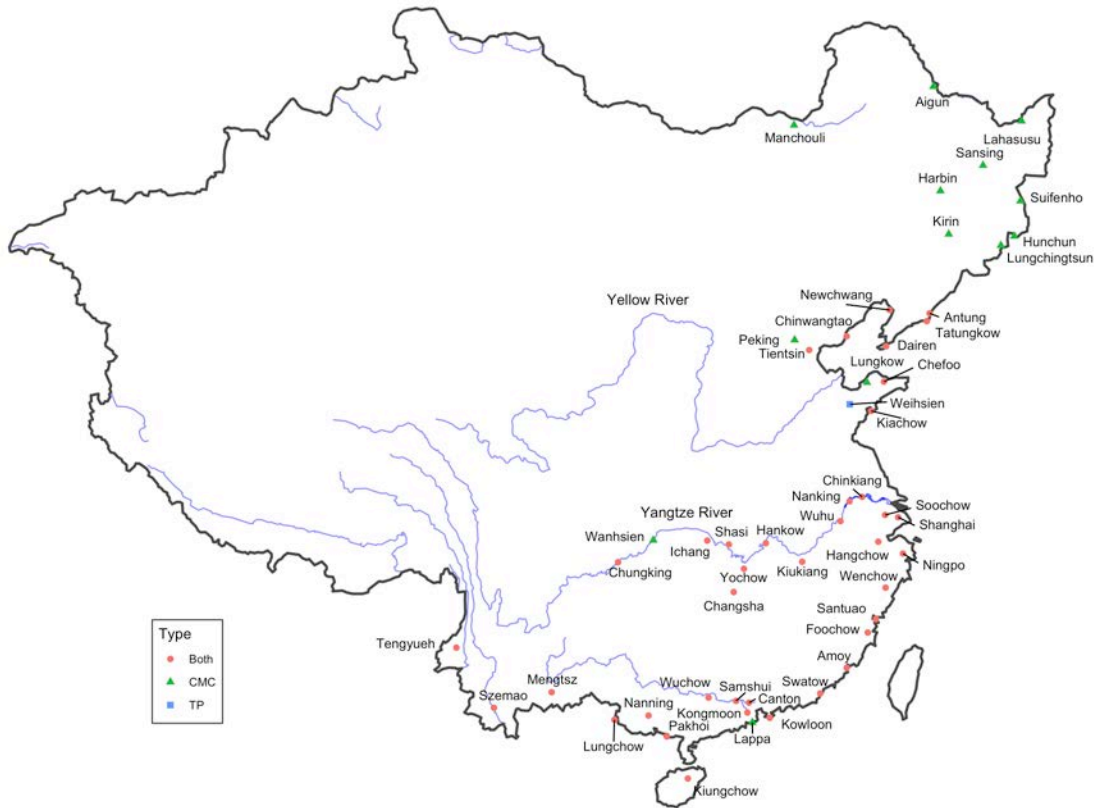 Aigun
Manchouli
Lahasusu
Sansing
Harbin
Suifenho
Kirin
Hunchun
Lungchingtsun
Yellow River
Newchwang
Chinwangtao
Antung
Tatungkow
Peking
Tientsin
Dairen
Lungkow
Chefoo
Weihsien
Kiachow
Chinkiang
Nanking
Soochow
Yangtze River
Wuhu
Shanghai
Shasi
Hankow
Wanhsien
Ichang
Hangchow
Ningpo
Chungking
Yochow
Kiukiang
Wenchow
Changsha
Santuao
Type
Foochow
Both
Tengyueh
CMC
Amoy
TP
Mengtsz
Wuchow
Samshui
Swatow
Szemao
Nanning
Canton
Kongmoon
Kowloon
Pakhoi
Lappa
Lungchow
Kiungchow